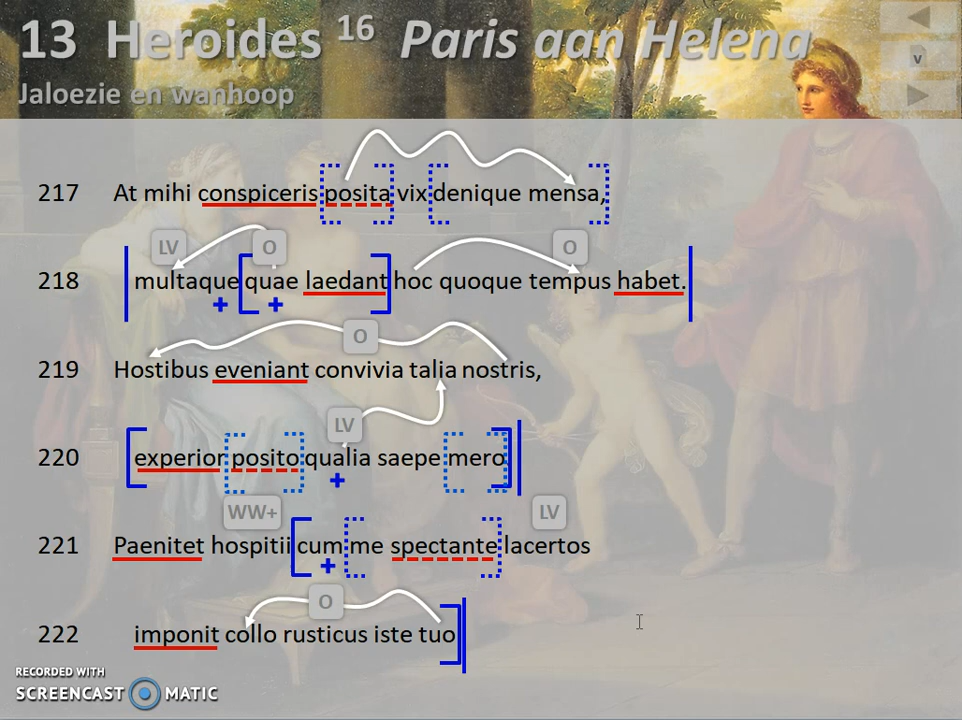 13 Heroides 16 Paris aan Helena
v
Jaloezie en wanhoop
217 At mihi conspiceris posita vix denique mensa,
LV O O
218 multaque quae laedant hoc quoque tempus habet.
+ +
O
219 Hostibus eveniant convivia talia nostris,
LV
220 experior posito qualia saepe mero
+
WW+ LV
221 Paenitet hospitii cum me spectante lacertos
+
O
222 imponit collo rusticus iste tuo
RECORDED WITH
SCREENCAST MATIC